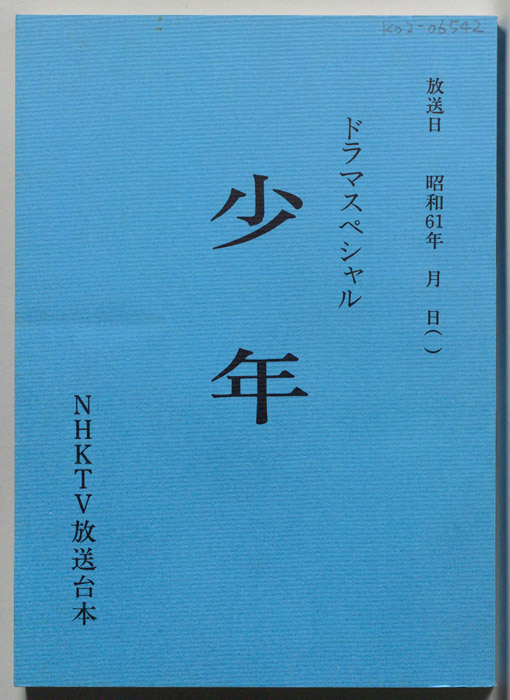 K02-06542
放送日　昭和61年　月　日（　）
ドラマスペシャル
少年
NHKTV放送台本